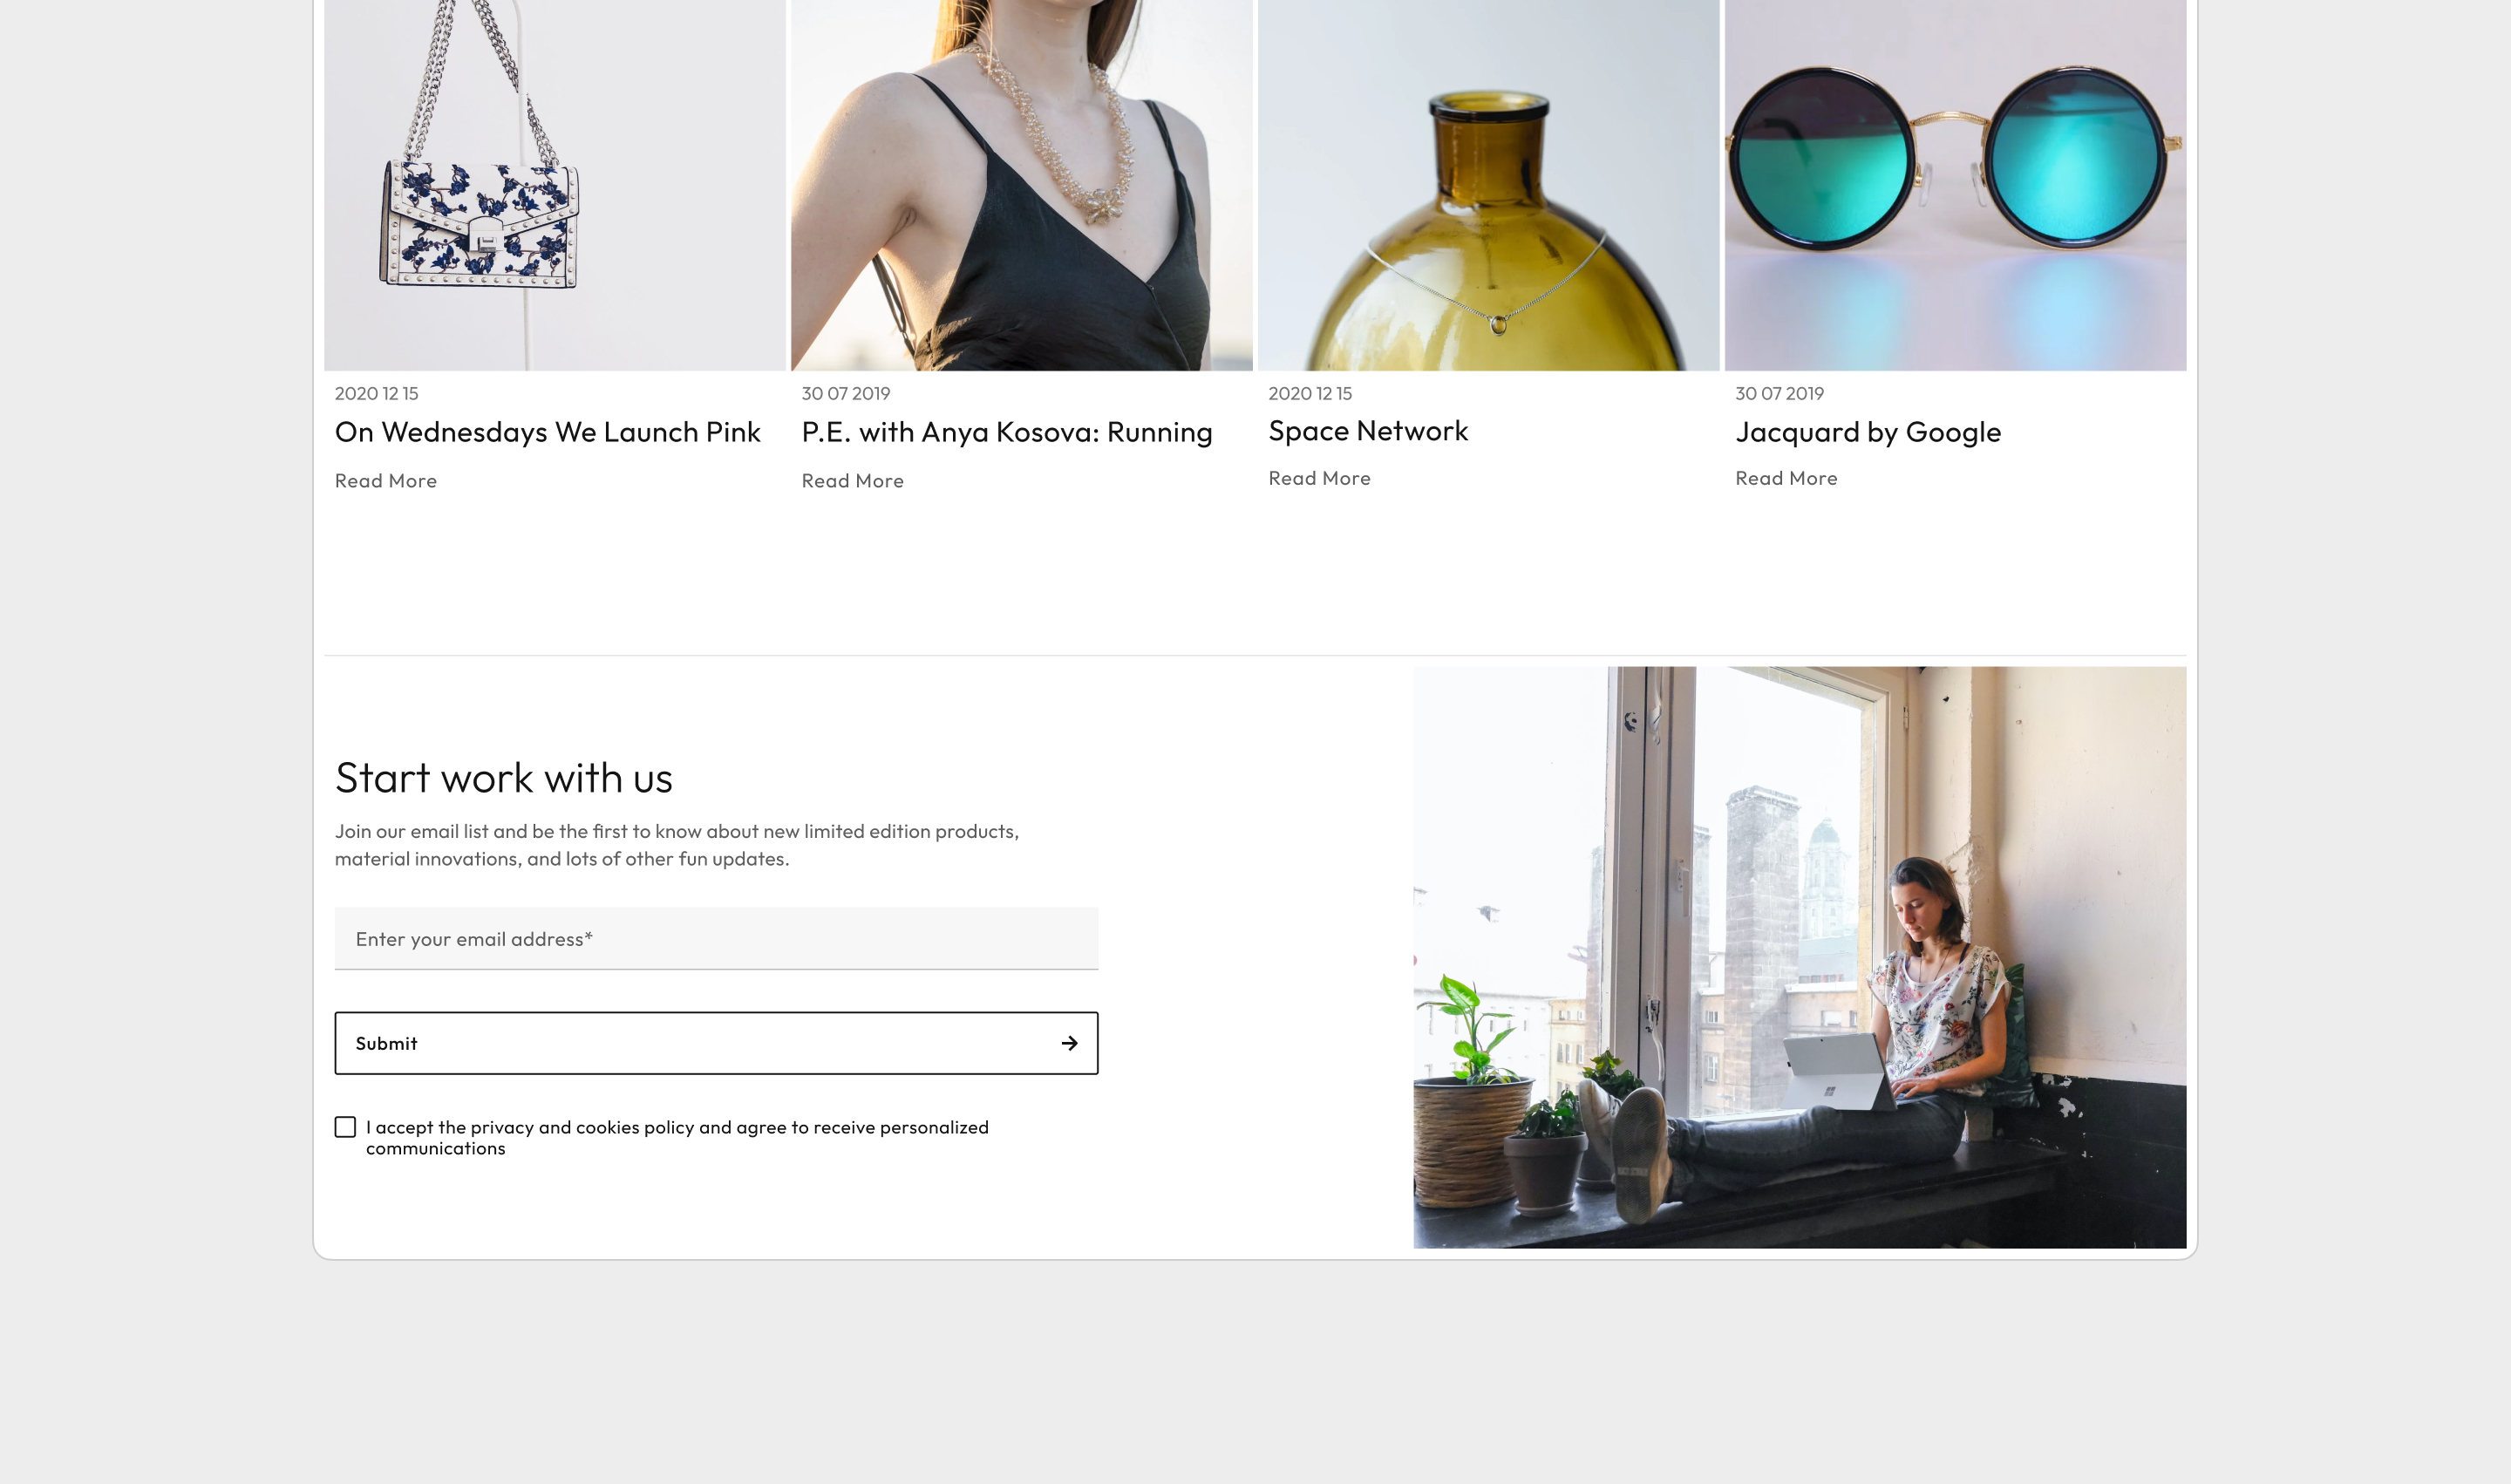 2020 12 15
On Wednesdays We Launch Pink
Read More
30 07 2019
P.E. with Anya Kosova: Running
Read More
2020 12 15
Space Network
Read More
30 07 2019
Jacquard by Google
Read More
Start work with us
Join our email list and be the first to know about new limited edition products,
material innovations, and lots of other fun updates.
Enter your email address*
Submit
I accept the privacy and cookies policy and agree to receive personalized
communications